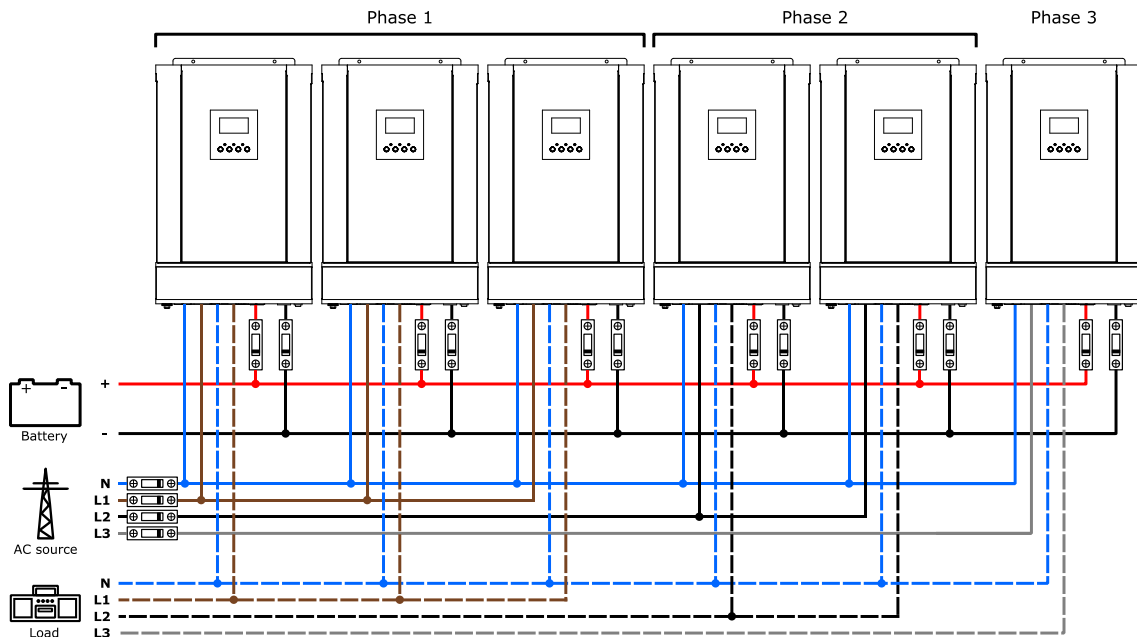 Phase 1
Phase 2
Phase 3
+
+ -
Battery
-
N
L1
L2
L3
AC source
N
L1
L2
L3
Load